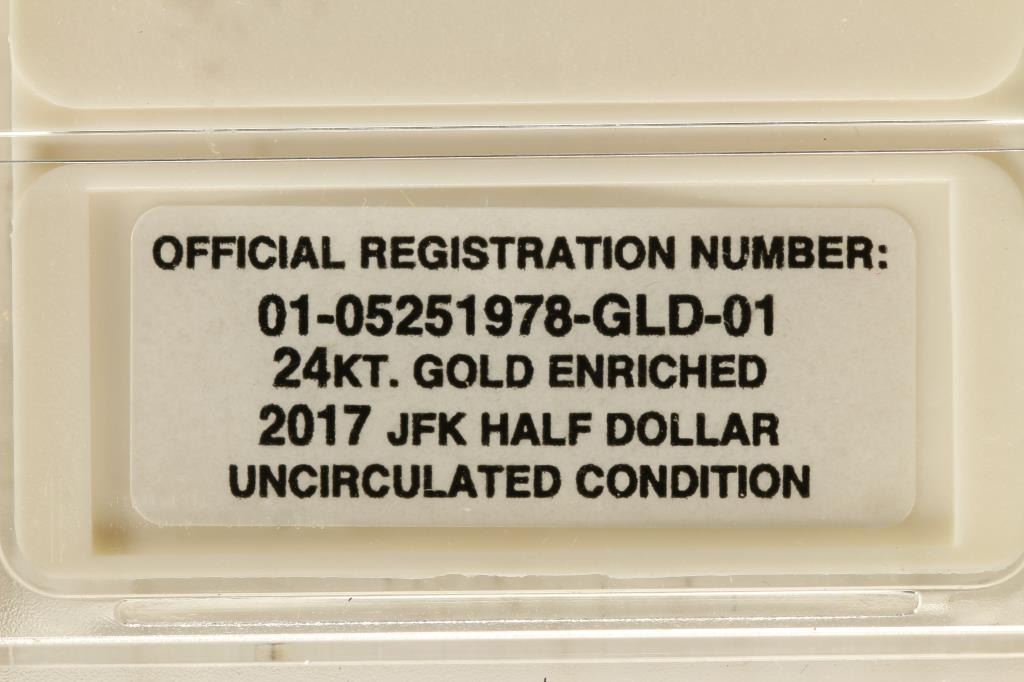 OFFICIAL REGISTRATION NUMBER:
01-05251978-GLD-01
24KT. GOLD ENRICHED
2017 JFK HALF DOLLAR
UNCIRCULATED CONDITION